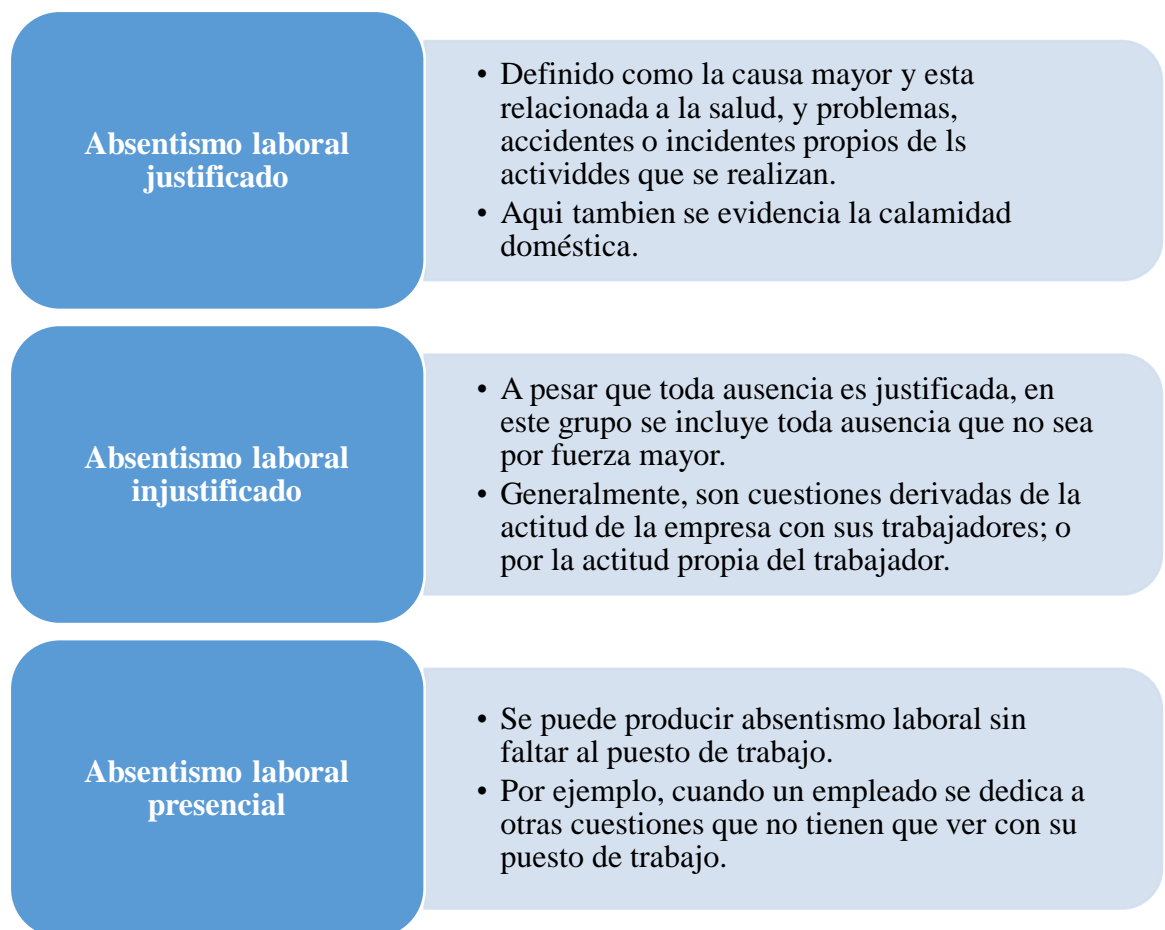 Absentismo laboral
justificado
• Definido como la causa mayor y esta
relacionada a la salud, y problemas,
accidentes o incidentes propios de ls
actividdes que se realizan.
• Aqui tambien se evidencia la calamidad
doméstica.
Absentismo laboral
injustificado
• A pesar que toda ausencia es justificada, en
este grupo se incluye toda ausencia que no sea
por fuerza mayor.
• Generalmente, son cuestiones derivadas de la
actitud de la empresa con sus trabajadores; o
por la actitud propia del trabajador.
Absentismo laboral
presencial
• Se puede producir absentismo laboral sin
faltar al puesto de trabajo.
• Por ejemplo, cuando un empleado se dedica a
otras cuestiones que no tienen que ver con su
puesto de trabajo.